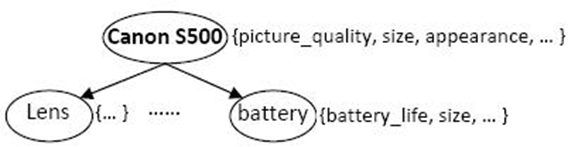 Canon S500 {picture_quality, size, appearance, … }
Lens {… } …… battery {battery_life, size, … }